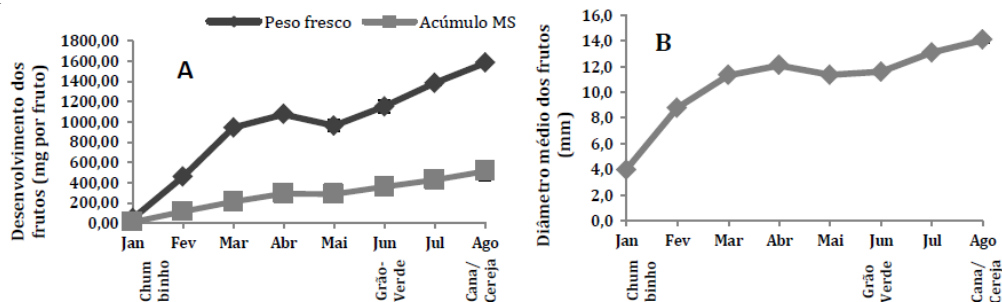 Peso fresco Acúmulo MS
A
Desenvolvimento dos
frutos (mg por fruto)
1800,00
1600,00
1400,00
1200,00
1000,00
800,00
600,00
400,00
200,00
0,00
Jan Fev Mar Abr Mai Jun Jul Ago
Chum
binho
Grão-
Verde
Cana/
Cereja
B
Diâmetro médio dos frutos
(mm)
16,0
14,0
12,0
10,0
8,0
6,0
4,0
2,0
0,0
Jan Fev Mar Abr Mai Jun Jul Ago
Chum
binho
Grão
Verde
Cana/
Cereja